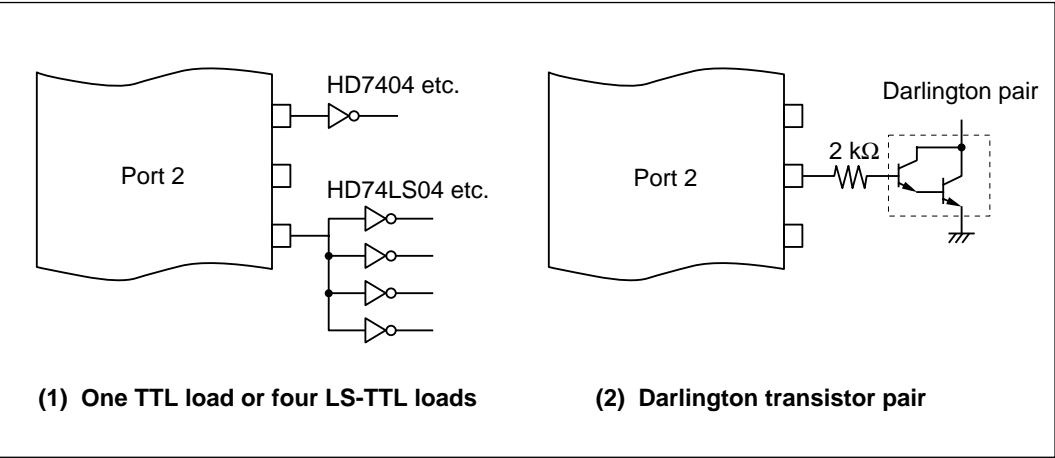 HD7404 etc.
Port 2
HD74LS04 etc.
(1) One TTL load or four LS-TTL loads
Darlington pair
2 kΩ
Port 2
(2) Darlington transistor pair